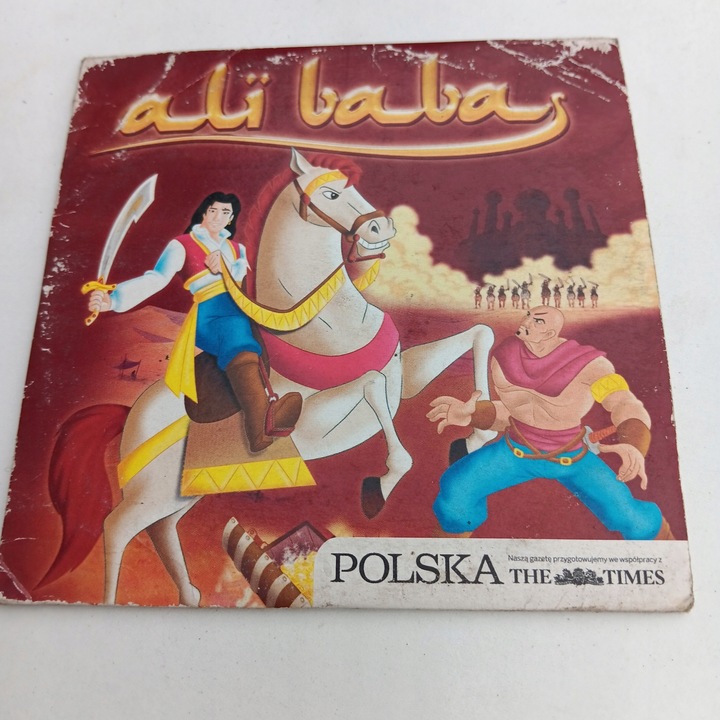 ali baba
Naszą gazetę przygotowujemy we współpracy z
POLSKA THE TIMES